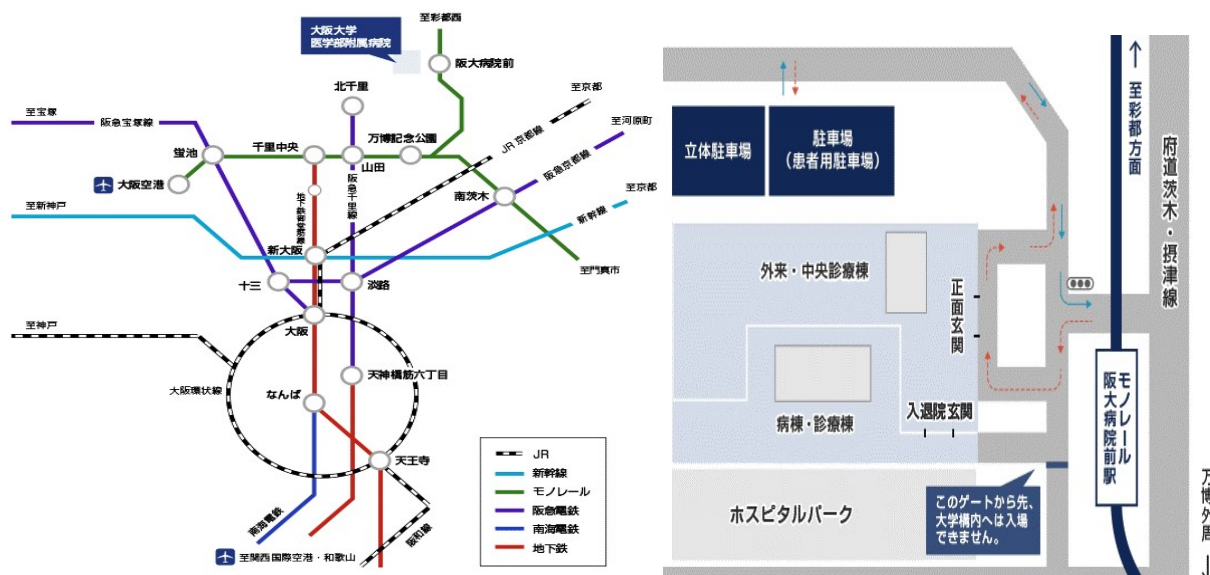 至彩都西
大阪大学
医学部附属病院
阪大病院前
北千里
至京都
至宝塚
阪急宝塚線
万博記念公園
至河原町
JR 京都線
蛍池
千里中央
山田
阪急京都線
大阪空港
地下鉄御堂筋線
阪急千里線
南茨木
至京都
至新神戸
新幹線
新大阪
至門真市
十三
淡路
大阪
至神戸
大阪環状線
天神橋筋六丁目
なんば
天王寺
南海電鉄
阪和線
至関西国際空港・和歌山
JR
新幹線
モノレール
阪急電鉄
南海電鉄
地下鉄
至彩都方面
府道茨木・摂津線
立体駐車場
駐車場
（患者用駐車場）
外来・中央診療棟
正面玄関
病棟・診療棟
入退院玄関
モノレール
阪大病院前駅
ホスピタルパーク
このゲートから先、
大学構内へは入場
できません。
万博外周